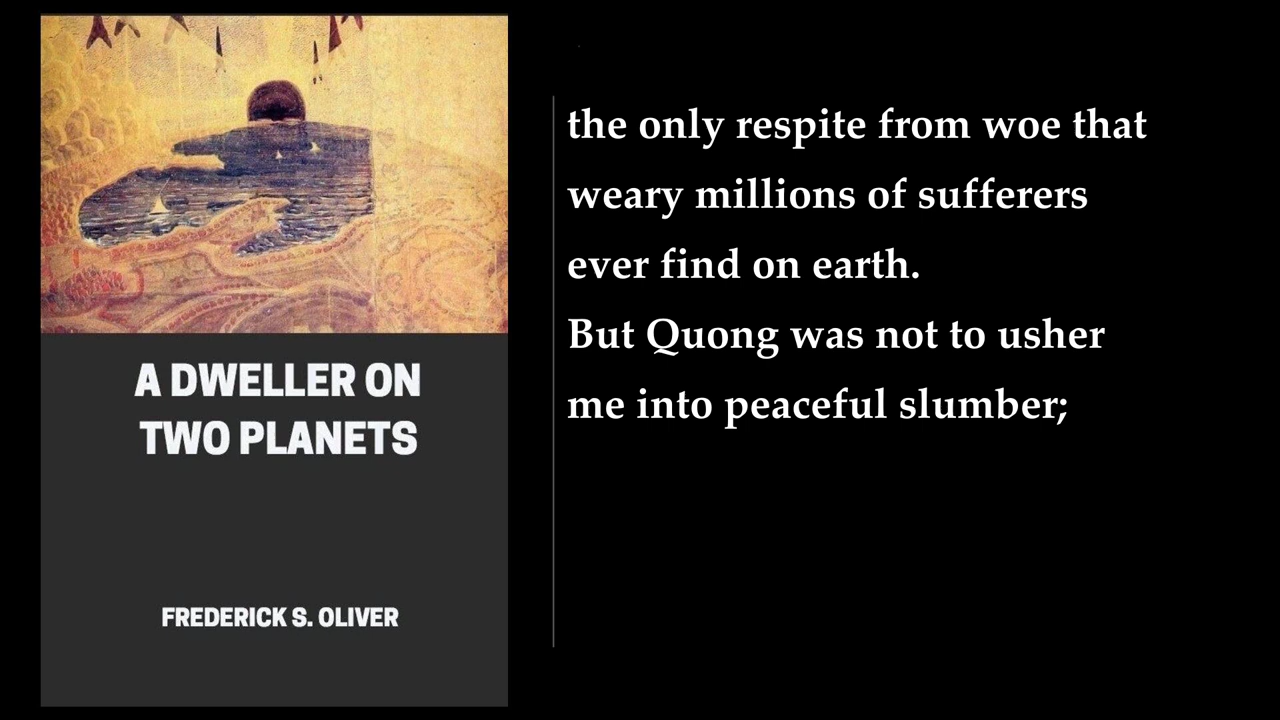 A DWELLER ON
TWO PLANETS
FREDERICK S. OLIVER
the only respite from woe that
weary millions of sufferers
ever find on earth.
But Quong was not to usher
me into peaceful slumber;